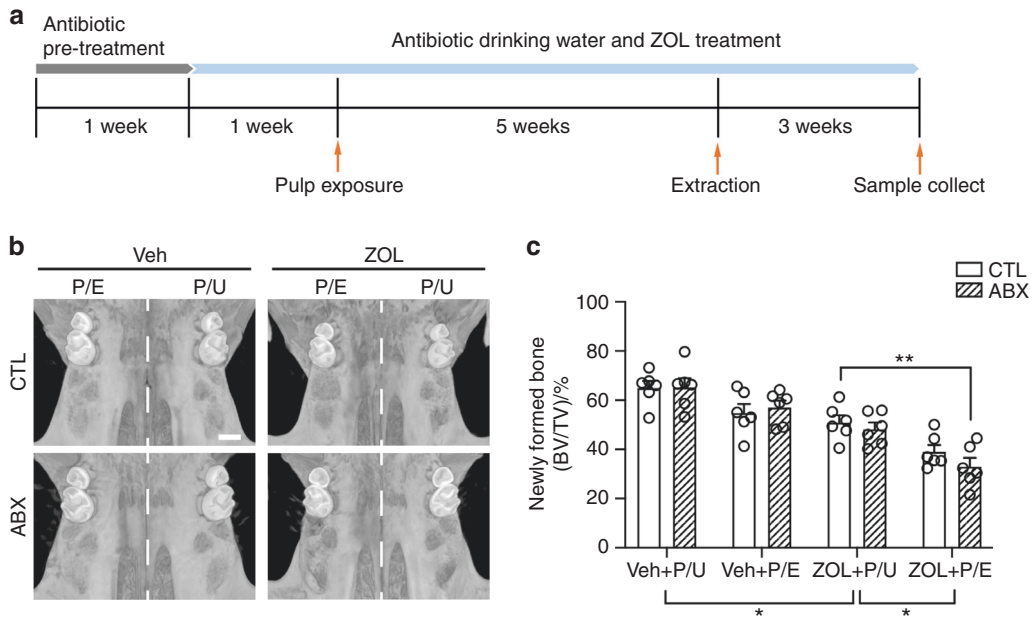 a
Antibiotic
pre-treatment
Antibiotic drinking water and ZOL treatment
1 week
1 week
5 weeks
3 weeks
Pulp exposure
Extraction
Sample collect
b
Veh
ZOL
P/E
P/U
P/E
P/U
CTL
ABX
c
CTL
ABX
Newly formed bone
(BV/TV)/%
100
80
60
40
20
0
**
Veh+P/U
Veh+P/E
ZOL+P/U
ZOL+P/E
*
*